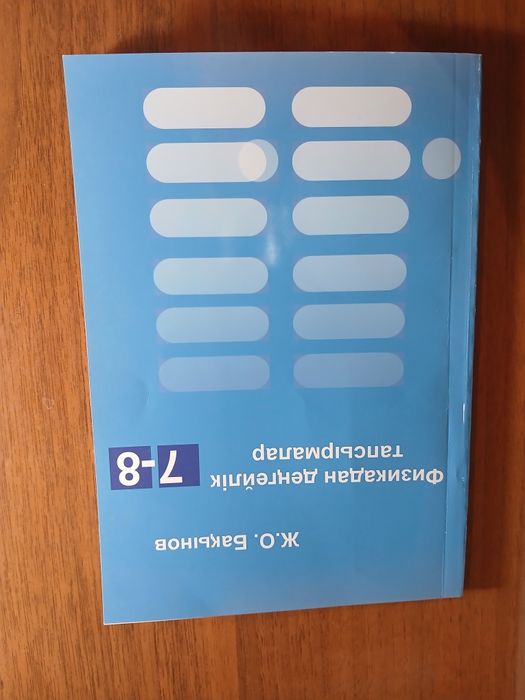 Ж.О. Бақынов
Физикадан деңгейлік
тапсырмалар
7-8